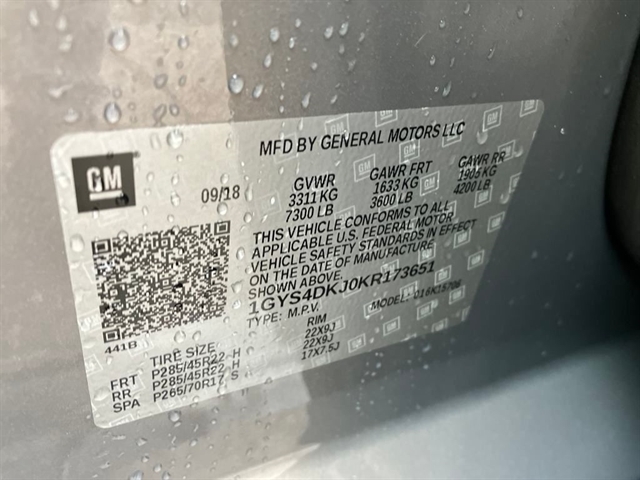 MFD BY GENERAL MOTORS LLC
GM
09/18
GVWR GAWR FRT GAWR RR
3311 KG 1633 KG 1905 KG
7300 LB 3600 LB 4200 LB
THIS VEHICLE CONFORMS TO ALL
APPLICABLE U.S. FEDERAL MOTOR
VEHICLE SAFETY STANDARDS IN EFFECT
ON THE DATE OF MANUFACTURE
SHOWN ABOVE.
1GYS4DKJ0KR173651
TYPE: M.P.V. MODEL:
441B
TIRE SIZE RIM
FRT P285/45R22 H 22X9J
RR P285/45R22 H 22X9J
SPA P265/70R17 S 17X7.5J